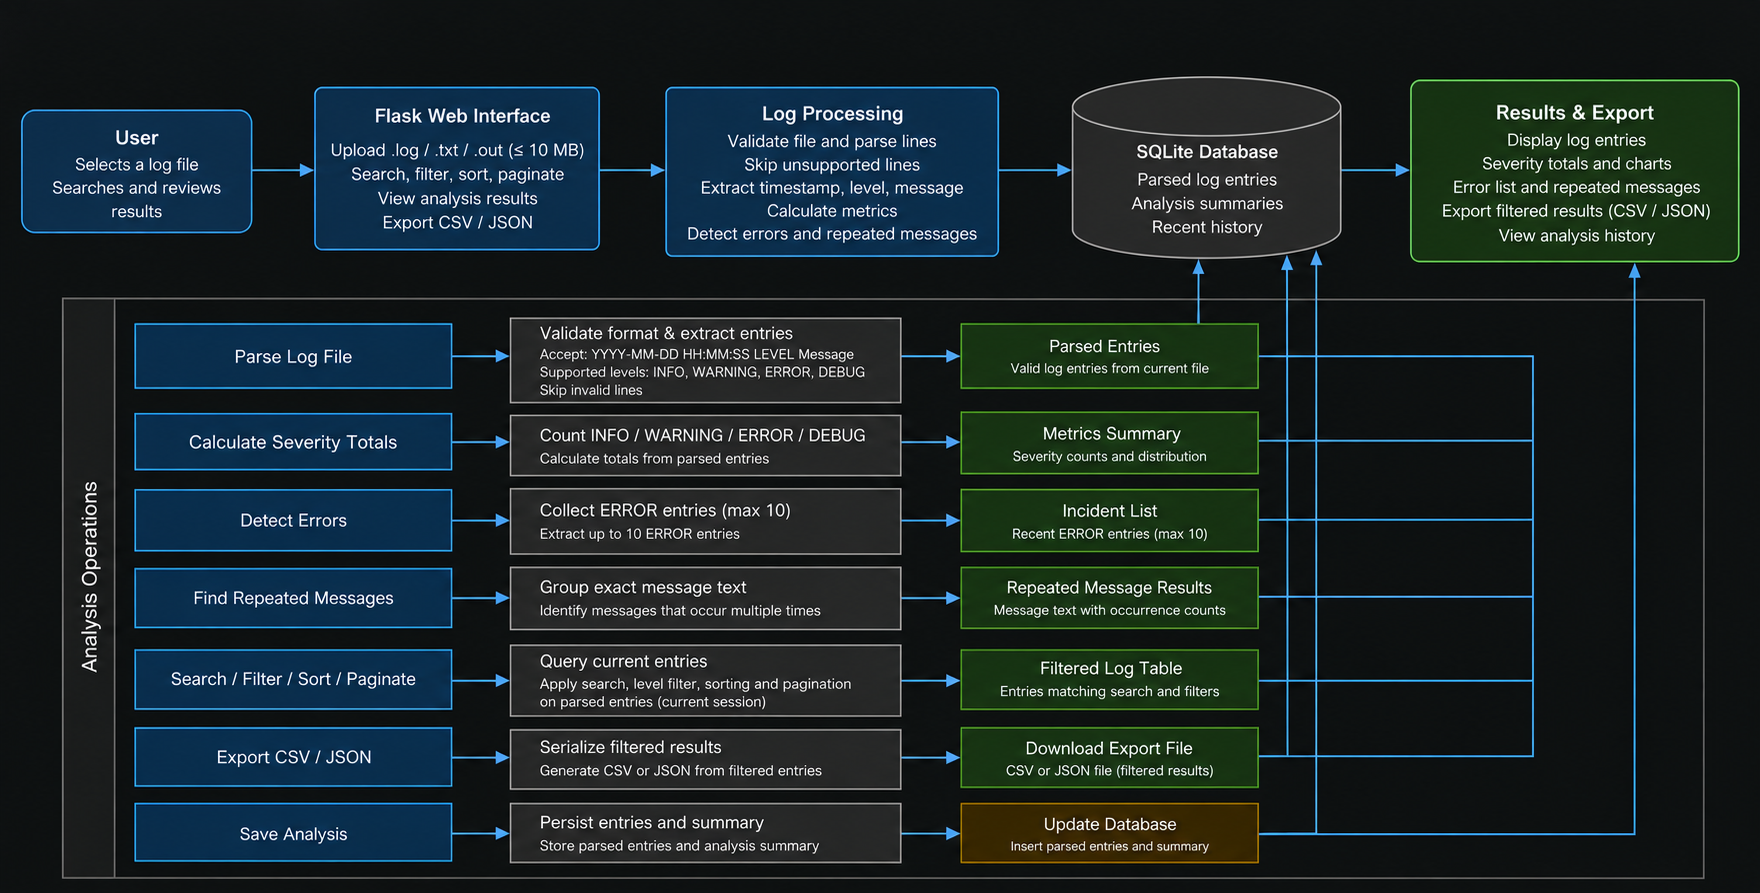 User
Selects a log file
Searches and reviews
results
Flask Web Interface
Upload .log / .txt / .out (≤ 10 MB)
Search, filter, sort, paginate
View analysis results
Export CSV / JSON
Log Processing
Validate file and parse lines
Skip unsupported lines
Extract timestamp, level, message
Calculate metrics
Detect errors and repeated messages
SQLite Database
Parsed log entries
Analysis summaries
Recent history
Results & Export
Display log entries
Severity totals and charts
Error list and repeated messages
Export filtered results (CSV / JSON)
View analysis history
Analysis Operations
Parse Log File
Validate format & extract entries
Accept: YYYY-MM-DD HH:MM:SS LEVEL Message
Supported levels: INFO, WARNING, ERROR, DEBUG
Skip invalid lines
Parsed Entries
Valid log entries from current file
Calculate Severity Totals
Count INFO / WARNING / ERROR / DEBUG
Calculate totals from parsed entries
Metrics Summary
Severity counts and distribution
Detect Errors
Collect ERROR entries (max 10)
Extract up to 10 ERROR entries
Incident List
Recent ERROR entries (max 10)
Find Repeated Messages
Group exact message text
Identify messages that occur multiple times
Repeated Message Results
Message text with occurrence counts
Search / Filter / Sort / Paginate
Query current entries
Apply search, level filter, sorting and pagination
on parsed entries (current session)
Filtered Log Table
Entries matching search and filters
Export CSV / JSON
Serialize filtered results
Generate CSV or JSON from filtered entries
Download Export File
CSV or JSON file (filtered results)
Save Analysis
Persist entries and summary
Store parsed entries and analysis summary
Update Database
Insert parsed entries and summary